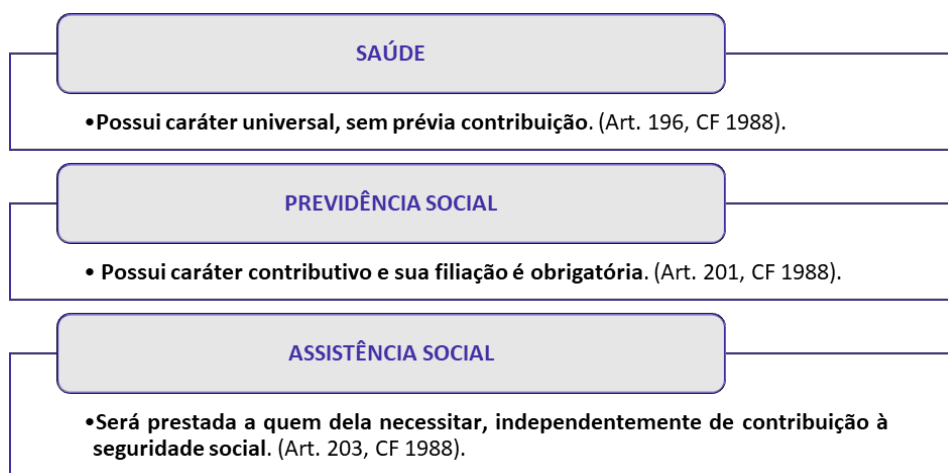 SAÚDE
•Possui caráter universal, sem prévia contribuição. (Art. 196, CF 1988).
PREVIDÊNCIA SOCIAL
• Possui caráter contributivo e sua filiação é obrigatória. (Art. 201, CF 1988).
ASSISTÊNCIA SOCIAL
•Será prestada a quem dela necessitar, independentemente de contribuição à
seguridade social. (Art. 203, CF 1988).